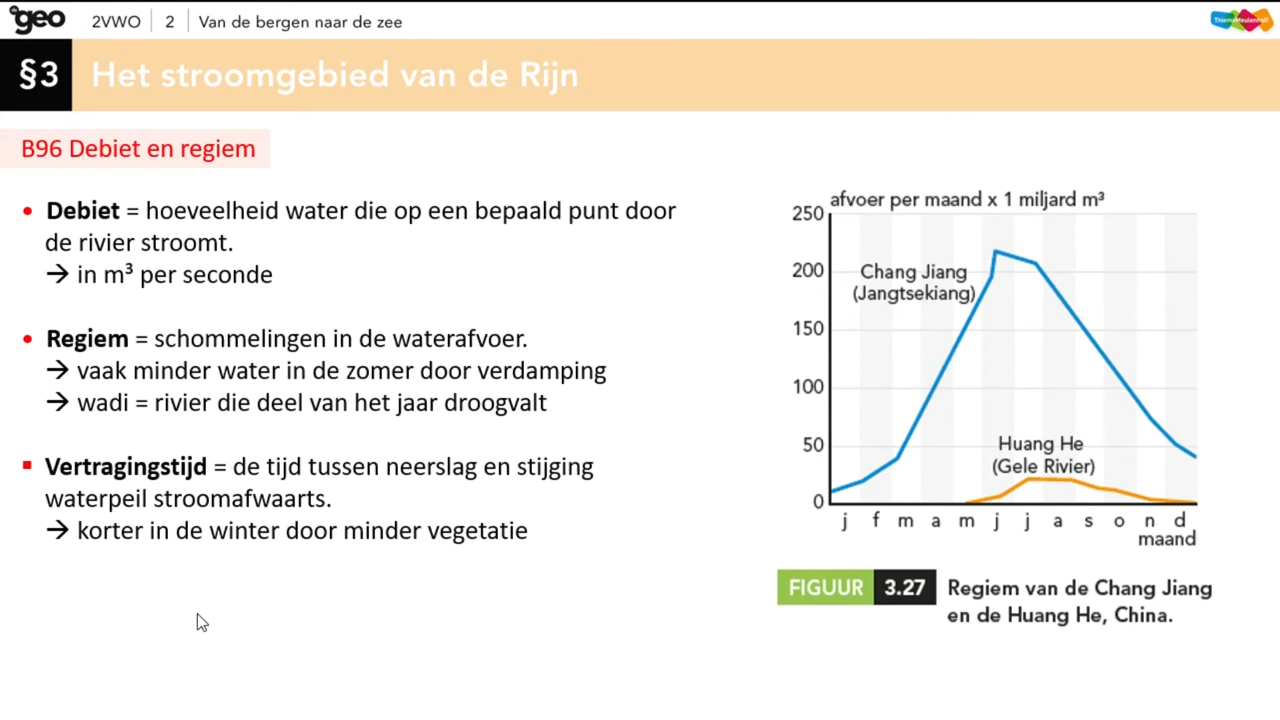 geo 2VWO 2 Van de bergen naar de zee
ThiemeMeulenhoff
§3 Het stroomgebied van de Rijn
B96 Debiet en regiem
• Debiet = hoeveelheid water die op een bepaald punt door
de rivier stroomt.
→ in m³ per seconde
• Regiem = schommelingen in de waterafvoer.
→ vaak minder water in de zomer door verdamping
→ wadi = rivier die deel van het jaar droogvalt
▪ Vertragingstijd = de tijd tussen neerslag en stijging
waterpeil stroomafwaarts.
→ korter in de winter door minder vegetatie
afvoer per maand x 1 miljard m³
250
200
150
100
50
0
Chang Jiang
(Jangtsekiang)
Huang He
(Gele Rivier)
j f m a m j j a s o n d
maand
FIGUUR 3.27 Regiem van de Chang Jiang
en de Huang He, China.